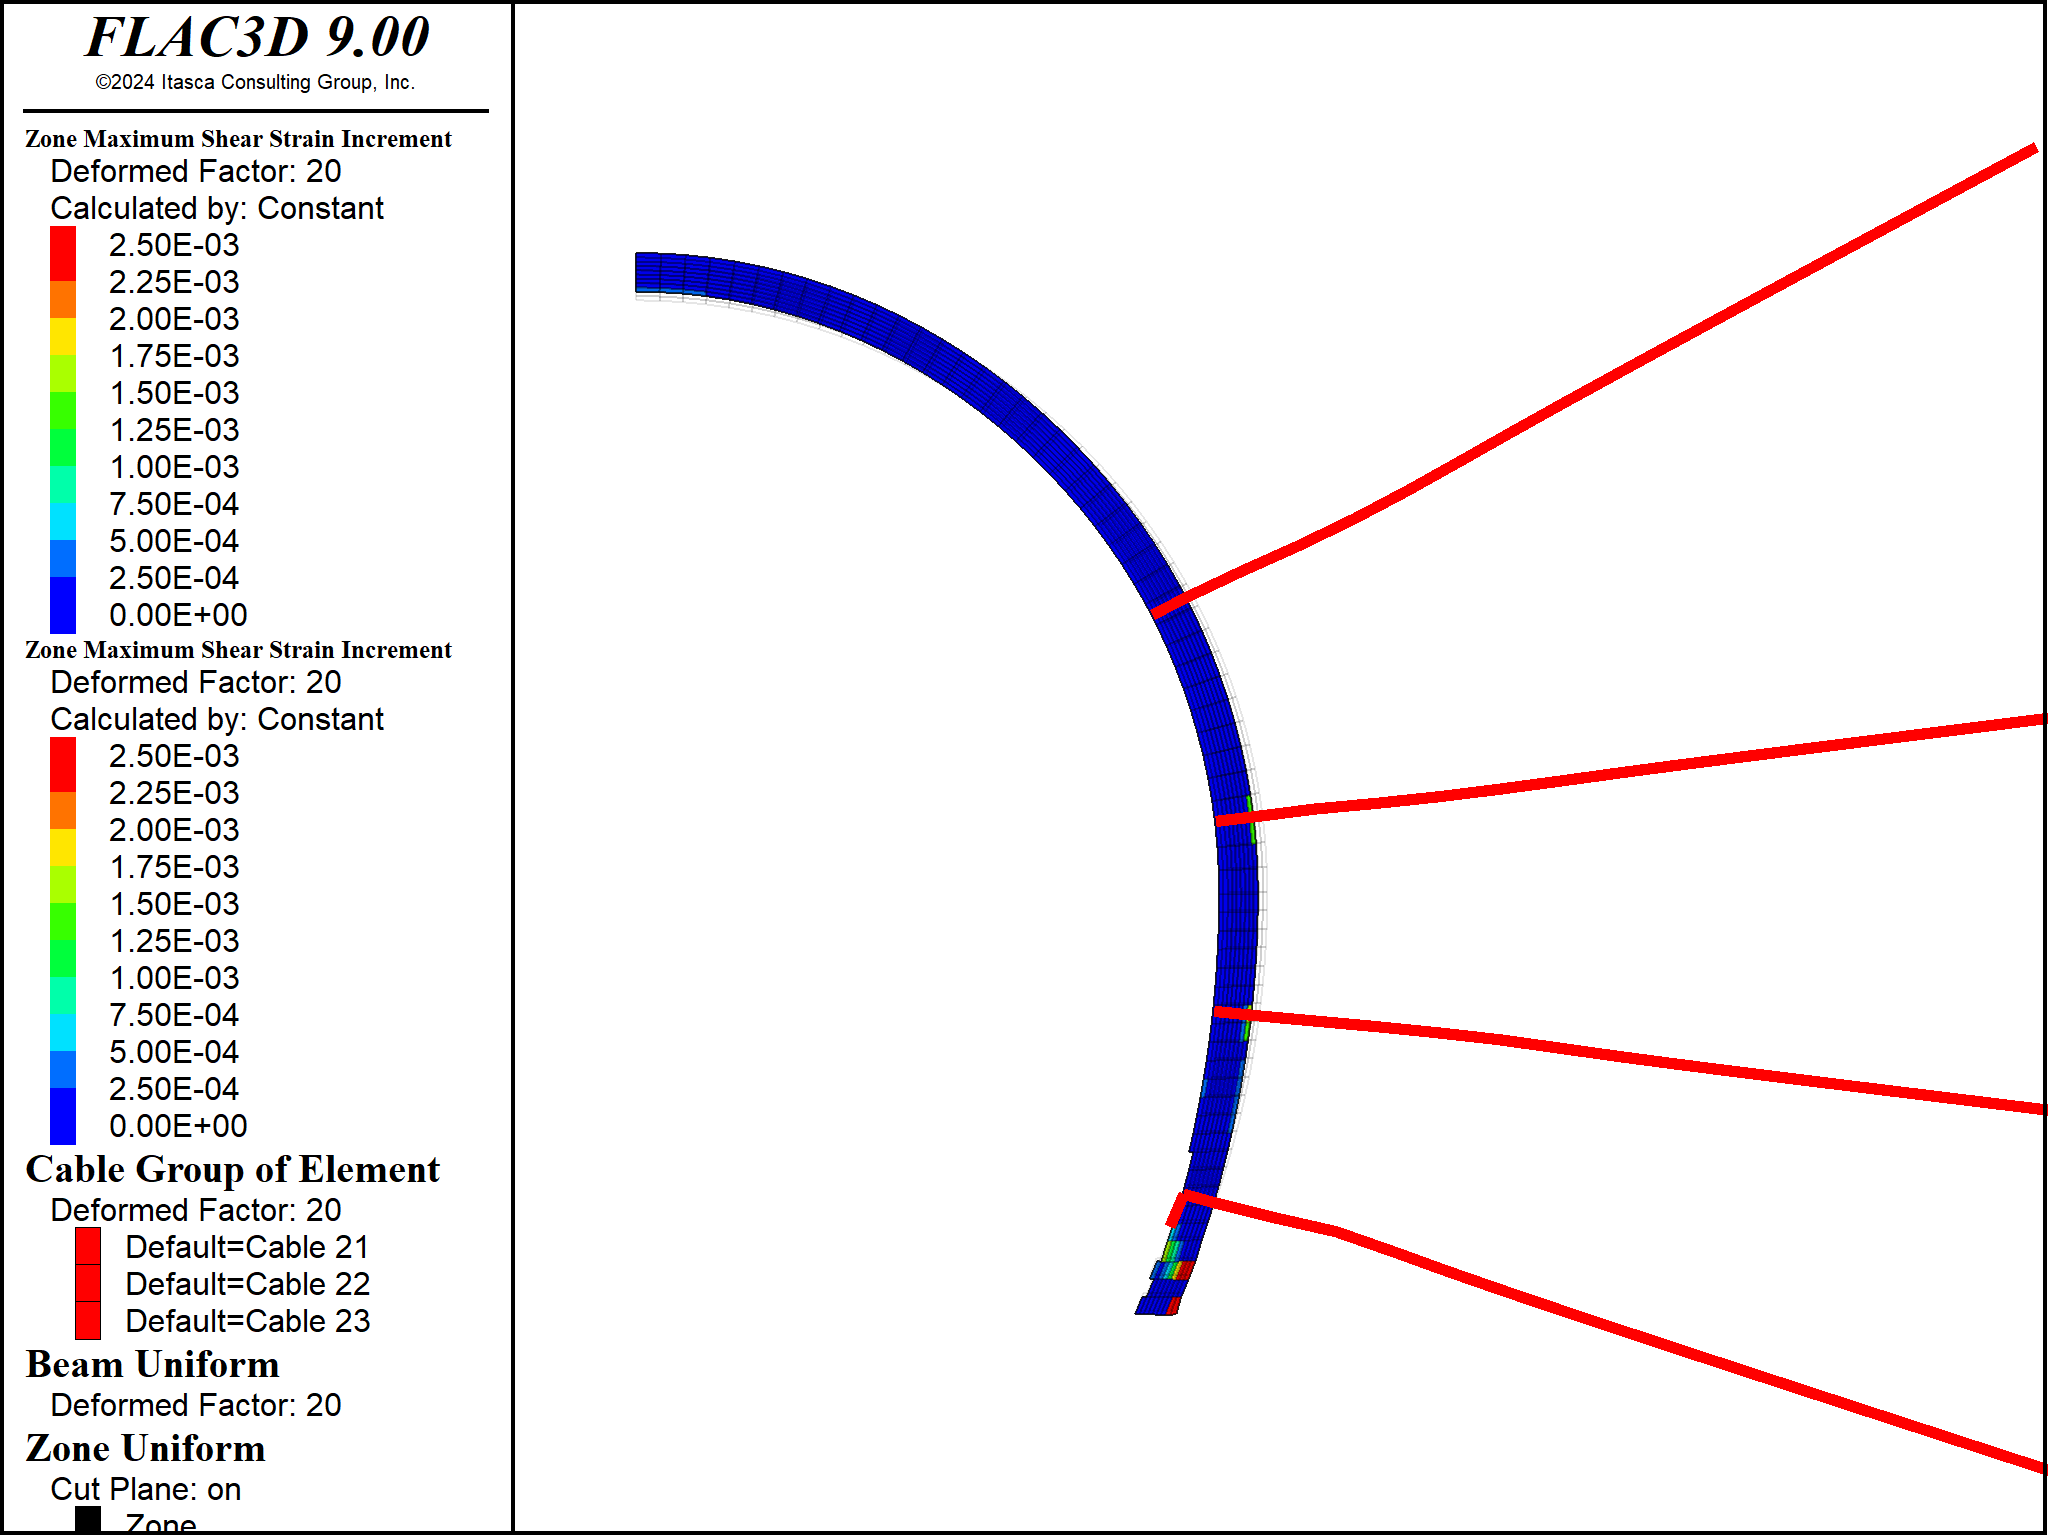 FLAC3D 9.00
©2024 Itasca Consulting Group, Inc.
Zone Maximum Shear Strain Increment
Deformed Factor: 20
Calculated by: Constant
2.50E-03
2.25E-03
2.00E-03
1.75E-03
1.50E-03
1.25E-03
1.00E-03
7.50E-04
5.00E-04
2.50E-04
0.00E+00
Zone Maximum Shear Strain Increment
Deformed Factor: 20
Calculated by: Constant
2.50E-03
2.25E-03
2.00E-03
1.75E-03
1.50E-03
1.25E-03
1.00E-03
7.50E-04
5.00E-04
2.50E-04
0.00E+00
Cable Group of Element
Deformed Factor: 20
Default=Cable 21
Default=Cable 22
Default=Cable 23
Beam Uniform
Deformed Factor: 20
Zone Uniform
Cut Plane: on
Zone